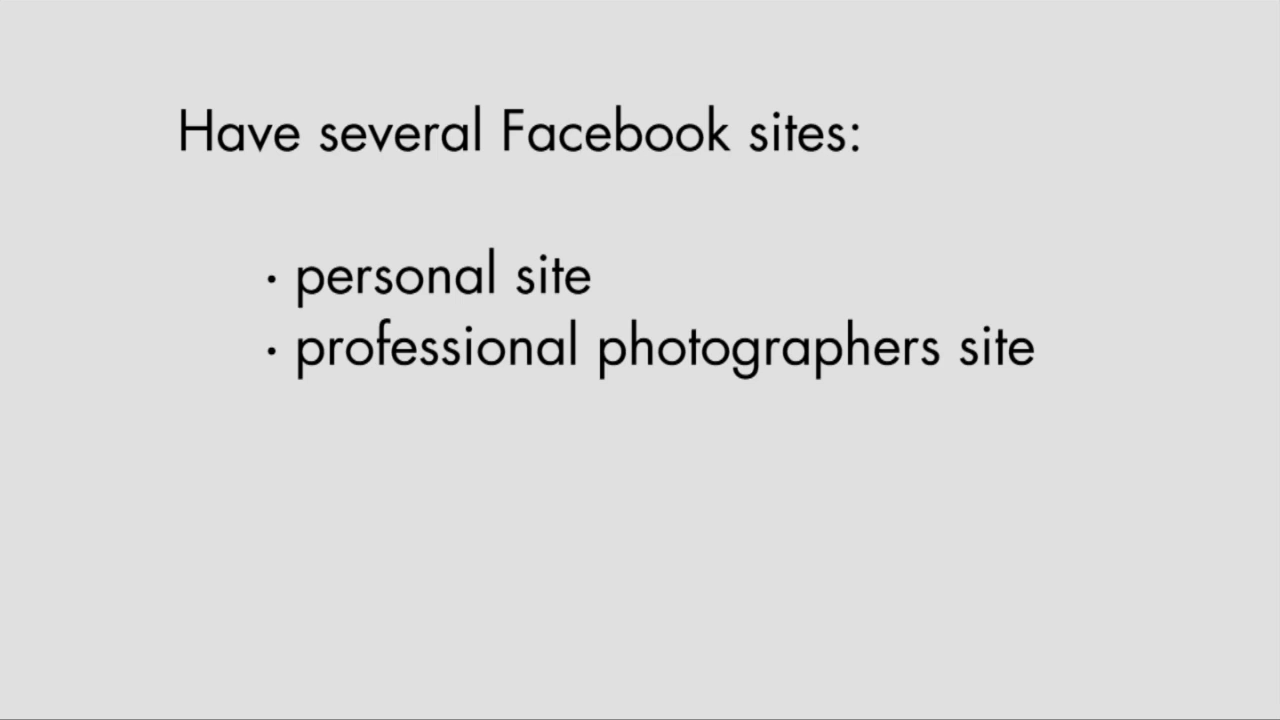 Have several Facebook sites:
· personal site
· professional photographers site